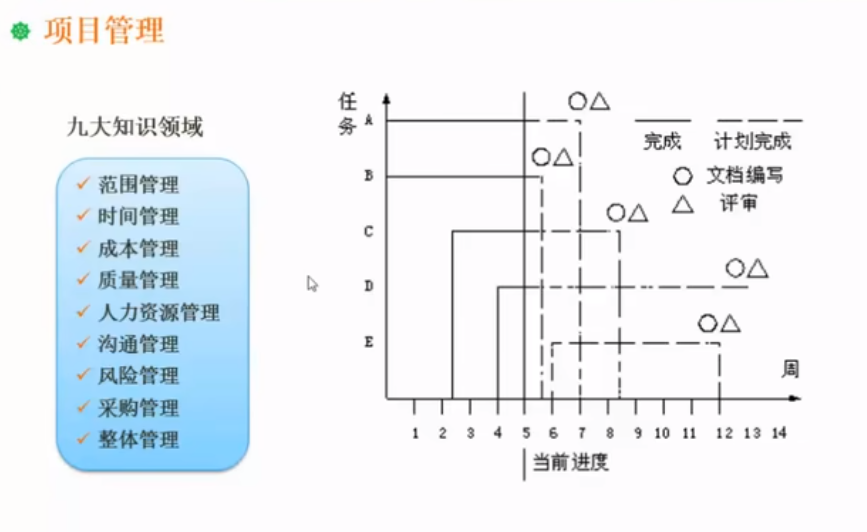 项目管理
九大知识领域
范围管理
时间管理
成本管理
质量管理
人力资源管理
沟通管理
风险管理
采购管理
整体管理
任务
A
B
C
D
E
完成 计划完成
文档编写
评审
周
1 2 3 4 5 6 7 8 9 10 11 12 13 14
当前进度